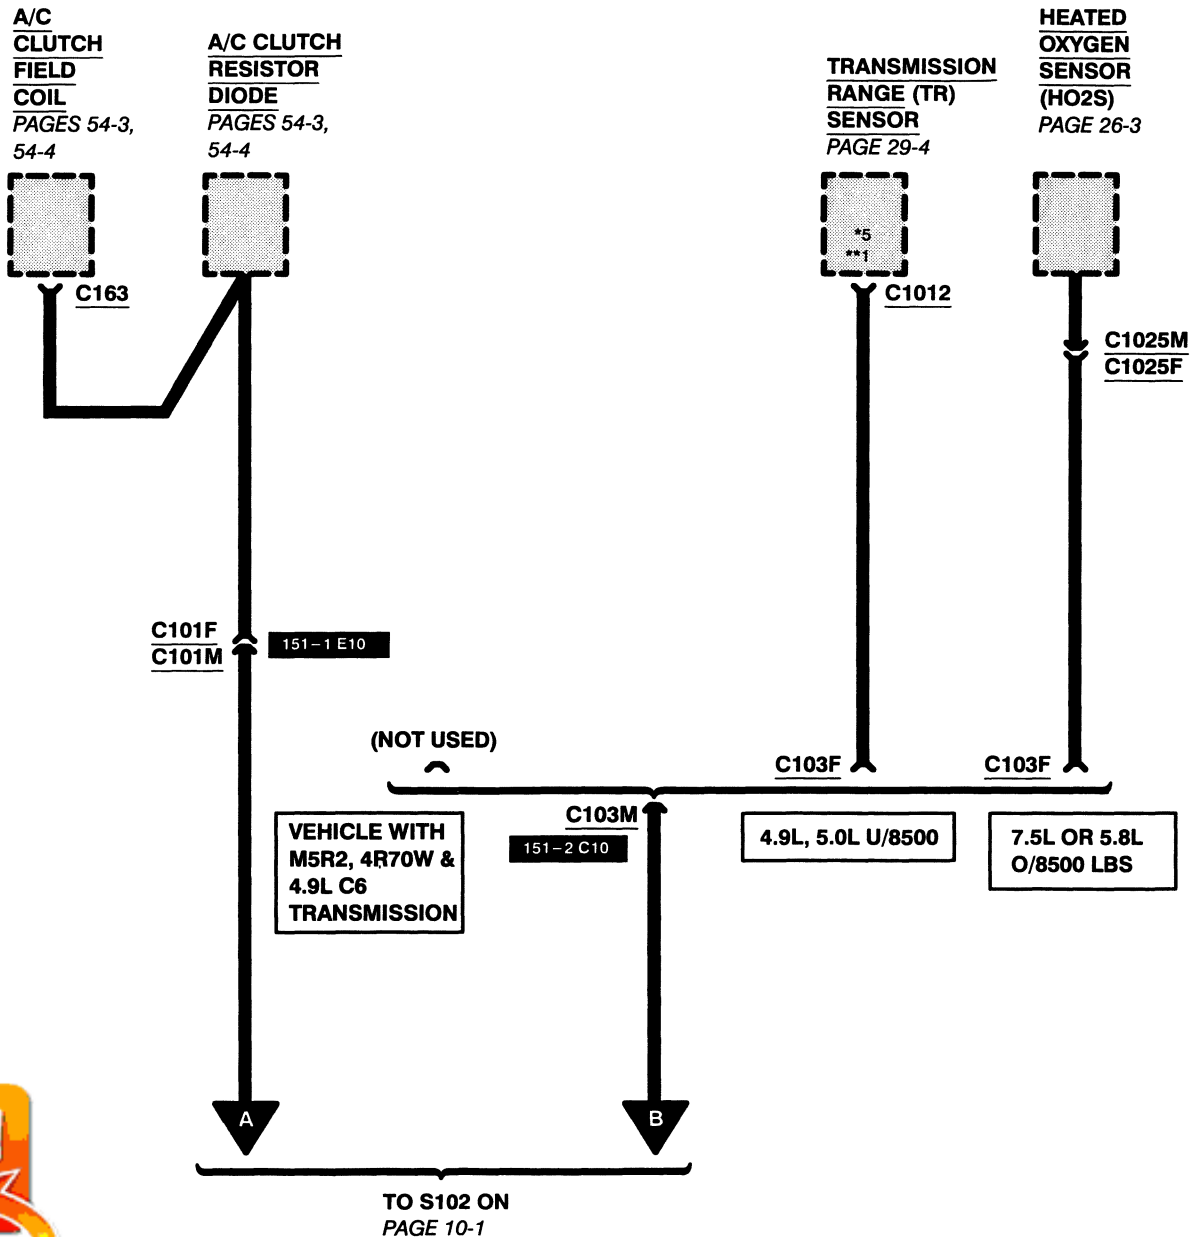 A/C
CLUTCH
FIELD
COIL
PAGES 54-3,
54-4
A/C CLUTCH
RESISTOR
DIODE
PAGES 54-3,
54-4
TRANSMISSION
RANGE (TR)
SENSOR
PAGE 29-4
HEATED
OXYGEN
SENSOR
(HO2S)
PAGE 26-3
*5
**1
C163
C1012
C1025M
C1025F
C101F
C101M
151-1 E10
(NOT USED)
C103F
C103F
C103M
151-2 C10
VEHICLE WITH
M5R2, 4R70W &
4.9L C6
TRANSMISSION
4.9L, 5.0L U/8500
7.5L OR 5.8L
O/8500 LBS
A
B
TO S102 ON
PAGE 10-1